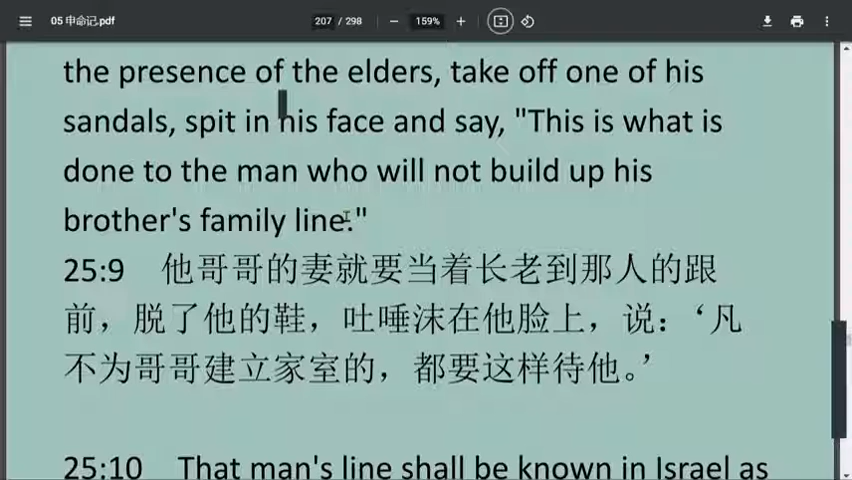 05 申命记.pdf
207 / 298
159%
the presence of the elders, take off one of his
sandals, spit in his face and say, "This is what is
done to the man who will not build up his
brother's family line."
25:9 他哥哥的妻就要当着长老到那人的跟
前，脱了他的鞋，吐唾沫在他脸上，说：‘凡
不为哥哥建立家室的，都要这样待他。’
25:10 That man's line shall be known in Israel as